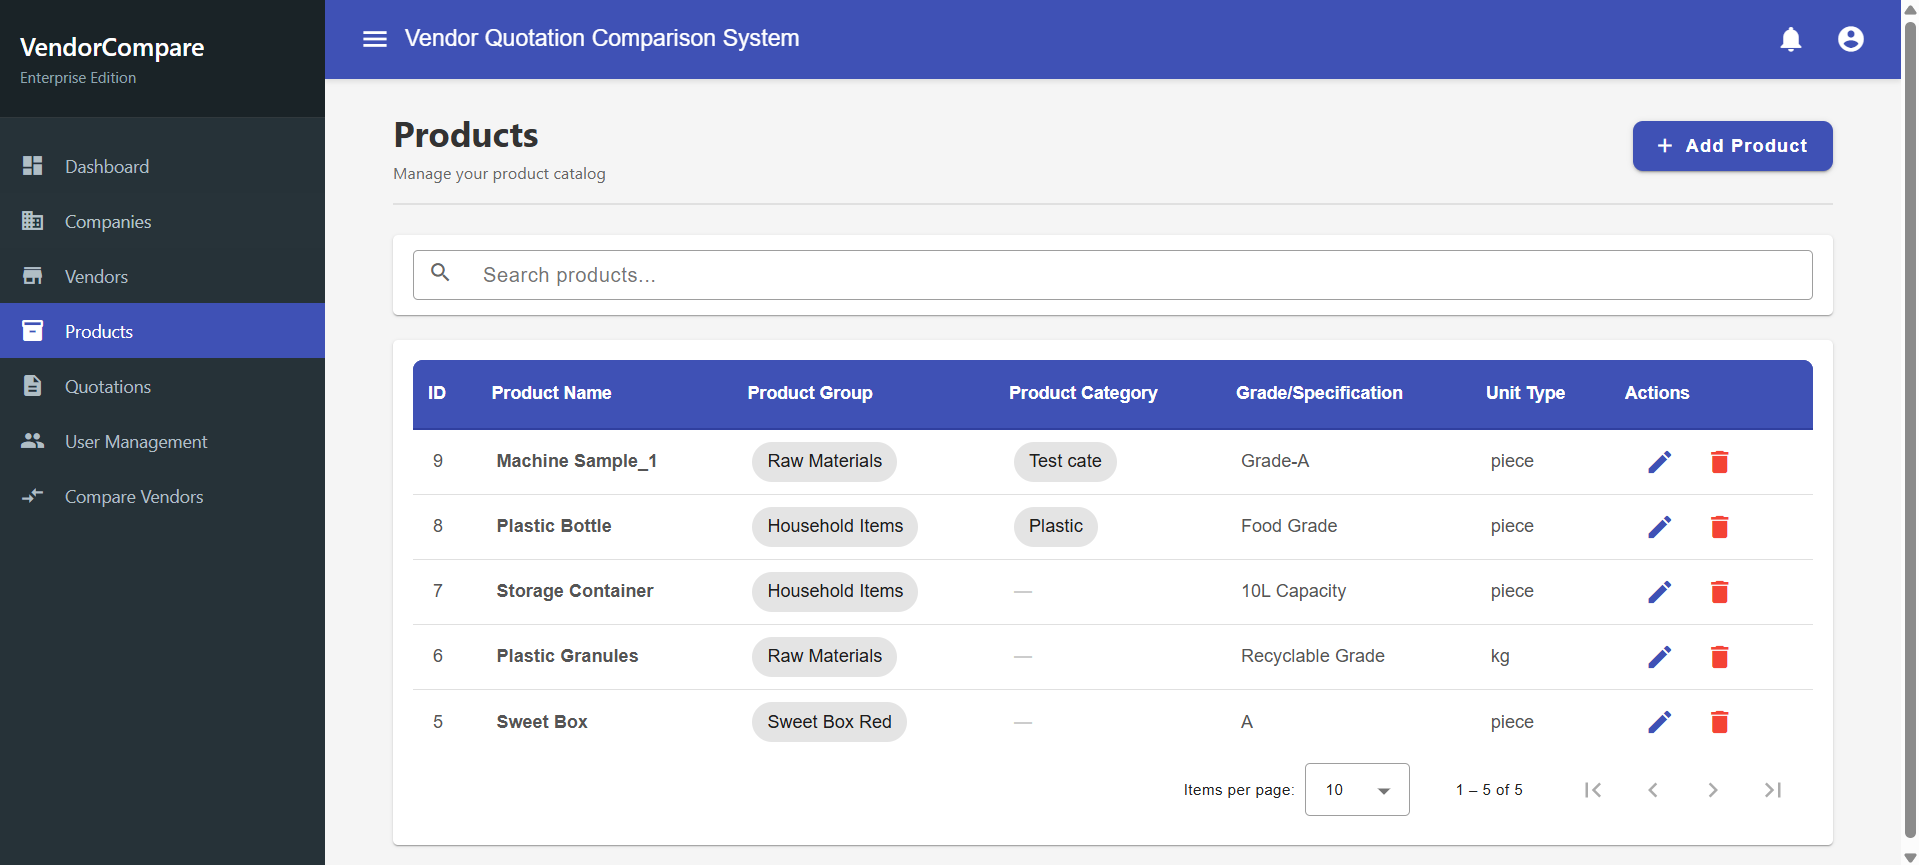 VendorCompare
Enterprise Edition
Dashboard
Companies
Vendors
Products
Quotations
User Management
Compare Vendors
Vendor Quotation Comparison System
Products
Manage your product catalog
+ Add Product
Search products...
ID Product Name Product Group Product Category Grade/Specification Unit Type Actions
9 Machine Sample_1 Raw Materials Test cate Grade-A piece
8 Plastic Bottle Household Items Plastic Food Grade piece
7 Storage Container Household Items — 10L Capacity piece
6 Plastic Granules Raw Materials — Recyclable Grade kg
5 Sweet Box Sweet Box Red — A piece
Items per page: 10 1 – 5 of 5